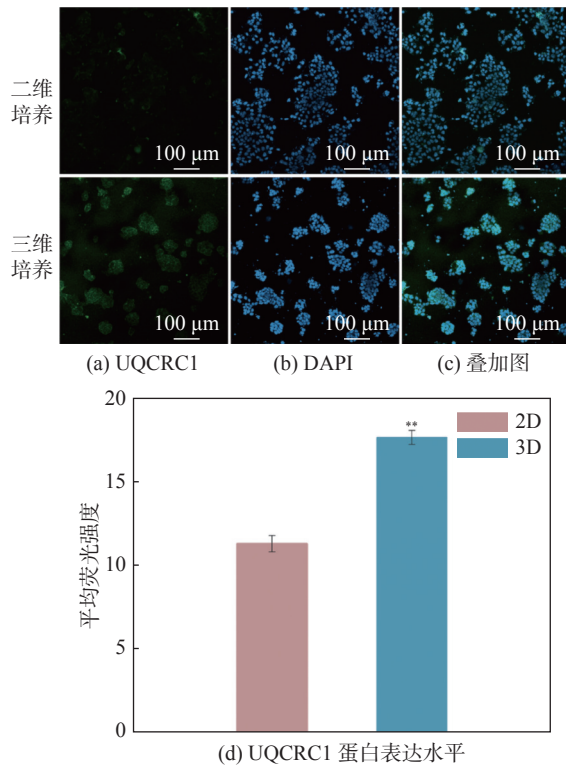 二维
培养
100 μm
100 μm
100 μm
三维
培养
100 μm
100 μm
100 μm
(a) UQCRC1
(b) DAPI
(c) 叠加图
20
15
10
5
0
平均荧光强度
**
2D
3D
(d) UQCRC1 蛋白表达水平